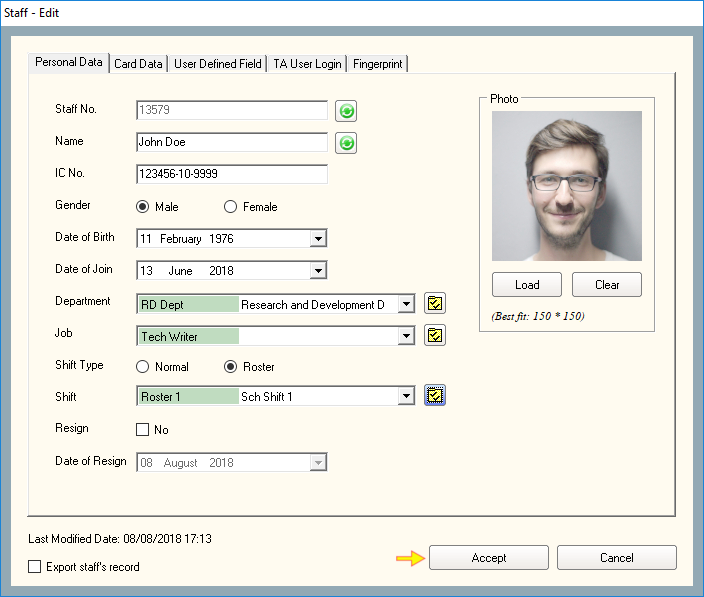 Staff - Edit
Personal Data Card Data User Defined Field TA User Login Fingerprint
Staff No. 13579
Name John Doe
IC No. 123456-10-9999
Gender Male Female
Date of Birth 11 February 1976
Date of Join 13 June 2018
Department RD Dept Research and Development D
Job Tech Writer
Shift Type Normal Roster
Shift Roster 1 Sch Shift 1
Resign No
Date of Resign 08 August 2018
Photo
Load Clear
(Best fit: 150 * 150)
Last Modified Date: 08/08/2018 17:13
Export staff's record
Accept Cancel